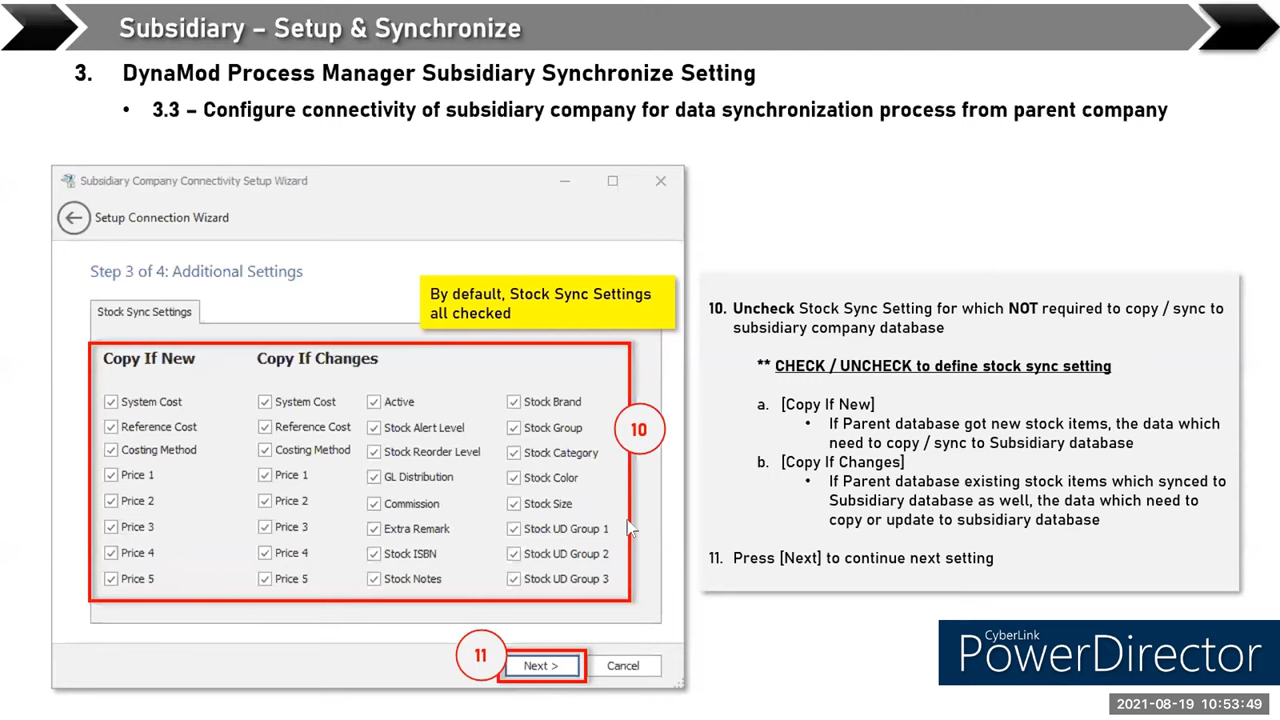 Subsidiary – Setup & Synchronize
3. DynaMod Process Manager Subsidiary Synchronize Setting
• 3.3 – Configure connectivity of subsidiary company for data synchronization process from parent company
Subsidiary Company Connectivity Setup Wizard
Setup Connection Wizard
Step 3 of 4: Additional Settings
By default, Stock Sync Settings
all checked
Stock Sync Settings
Copy If New
System Cost
Reference Cost
Costing Method
Price 1
Price 2
Price 3
Price 4
Price 5
Copy If Changes
System Cost
Reference Cost
Costing Method
Price 1
Price 2
Price 3
Price 4
Price 5
Active
Stock Alert Level
Stock Reorder Level
GL Distribution
Commission
Extra Remark
Stock ISBN
Stock Notes
Stock Brand
Stock Group
Stock Category
Stock Color
Stock Size
Stock UD Group 1
Stock UD Group 2
Stock UD Group 3
10
11
Next >
Cancel
10. Uncheck Stock Sync Setting for which NOT required to copy / sync to
subsidiary company database
** CHECK / UNCHECK to define stock sync setting
a. [Copy If New]
• If Parent database got new stock items, the data which
need to copy / sync to Subsidiary database
b. [Copy If Changes]
• If Parent database existing stock items which synced to
Subsidiary database as well, the data which need to
copy or update to subsidiary database
11. Press [Next] to continue next setting
CyberLink
PowerDirector
2021-08-19 10:53:49